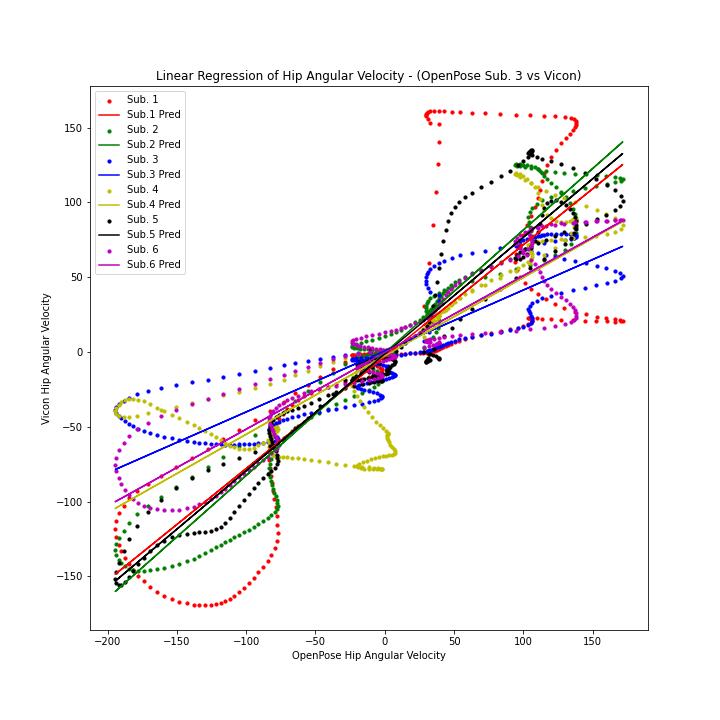 Linear Regression of Hip Angular Velocity - (OpenPose Sub. 3 vs Vicon)
Sub. 1
Sub.1 Pred
Sub. 2
Sub.2 Pred
Sub. 3
Sub.3 Pred
Sub. 4
Sub.4 Pred
Sub. 5
Sub.5 Pred
Sub. 6
Sub.6 Pred
Vicon Hip Angular Velocity
150
100
50
0
−50
−100
−150
−200 −150 −100 −50 0 50 100 150
OpenPose Hip Angular Velocity